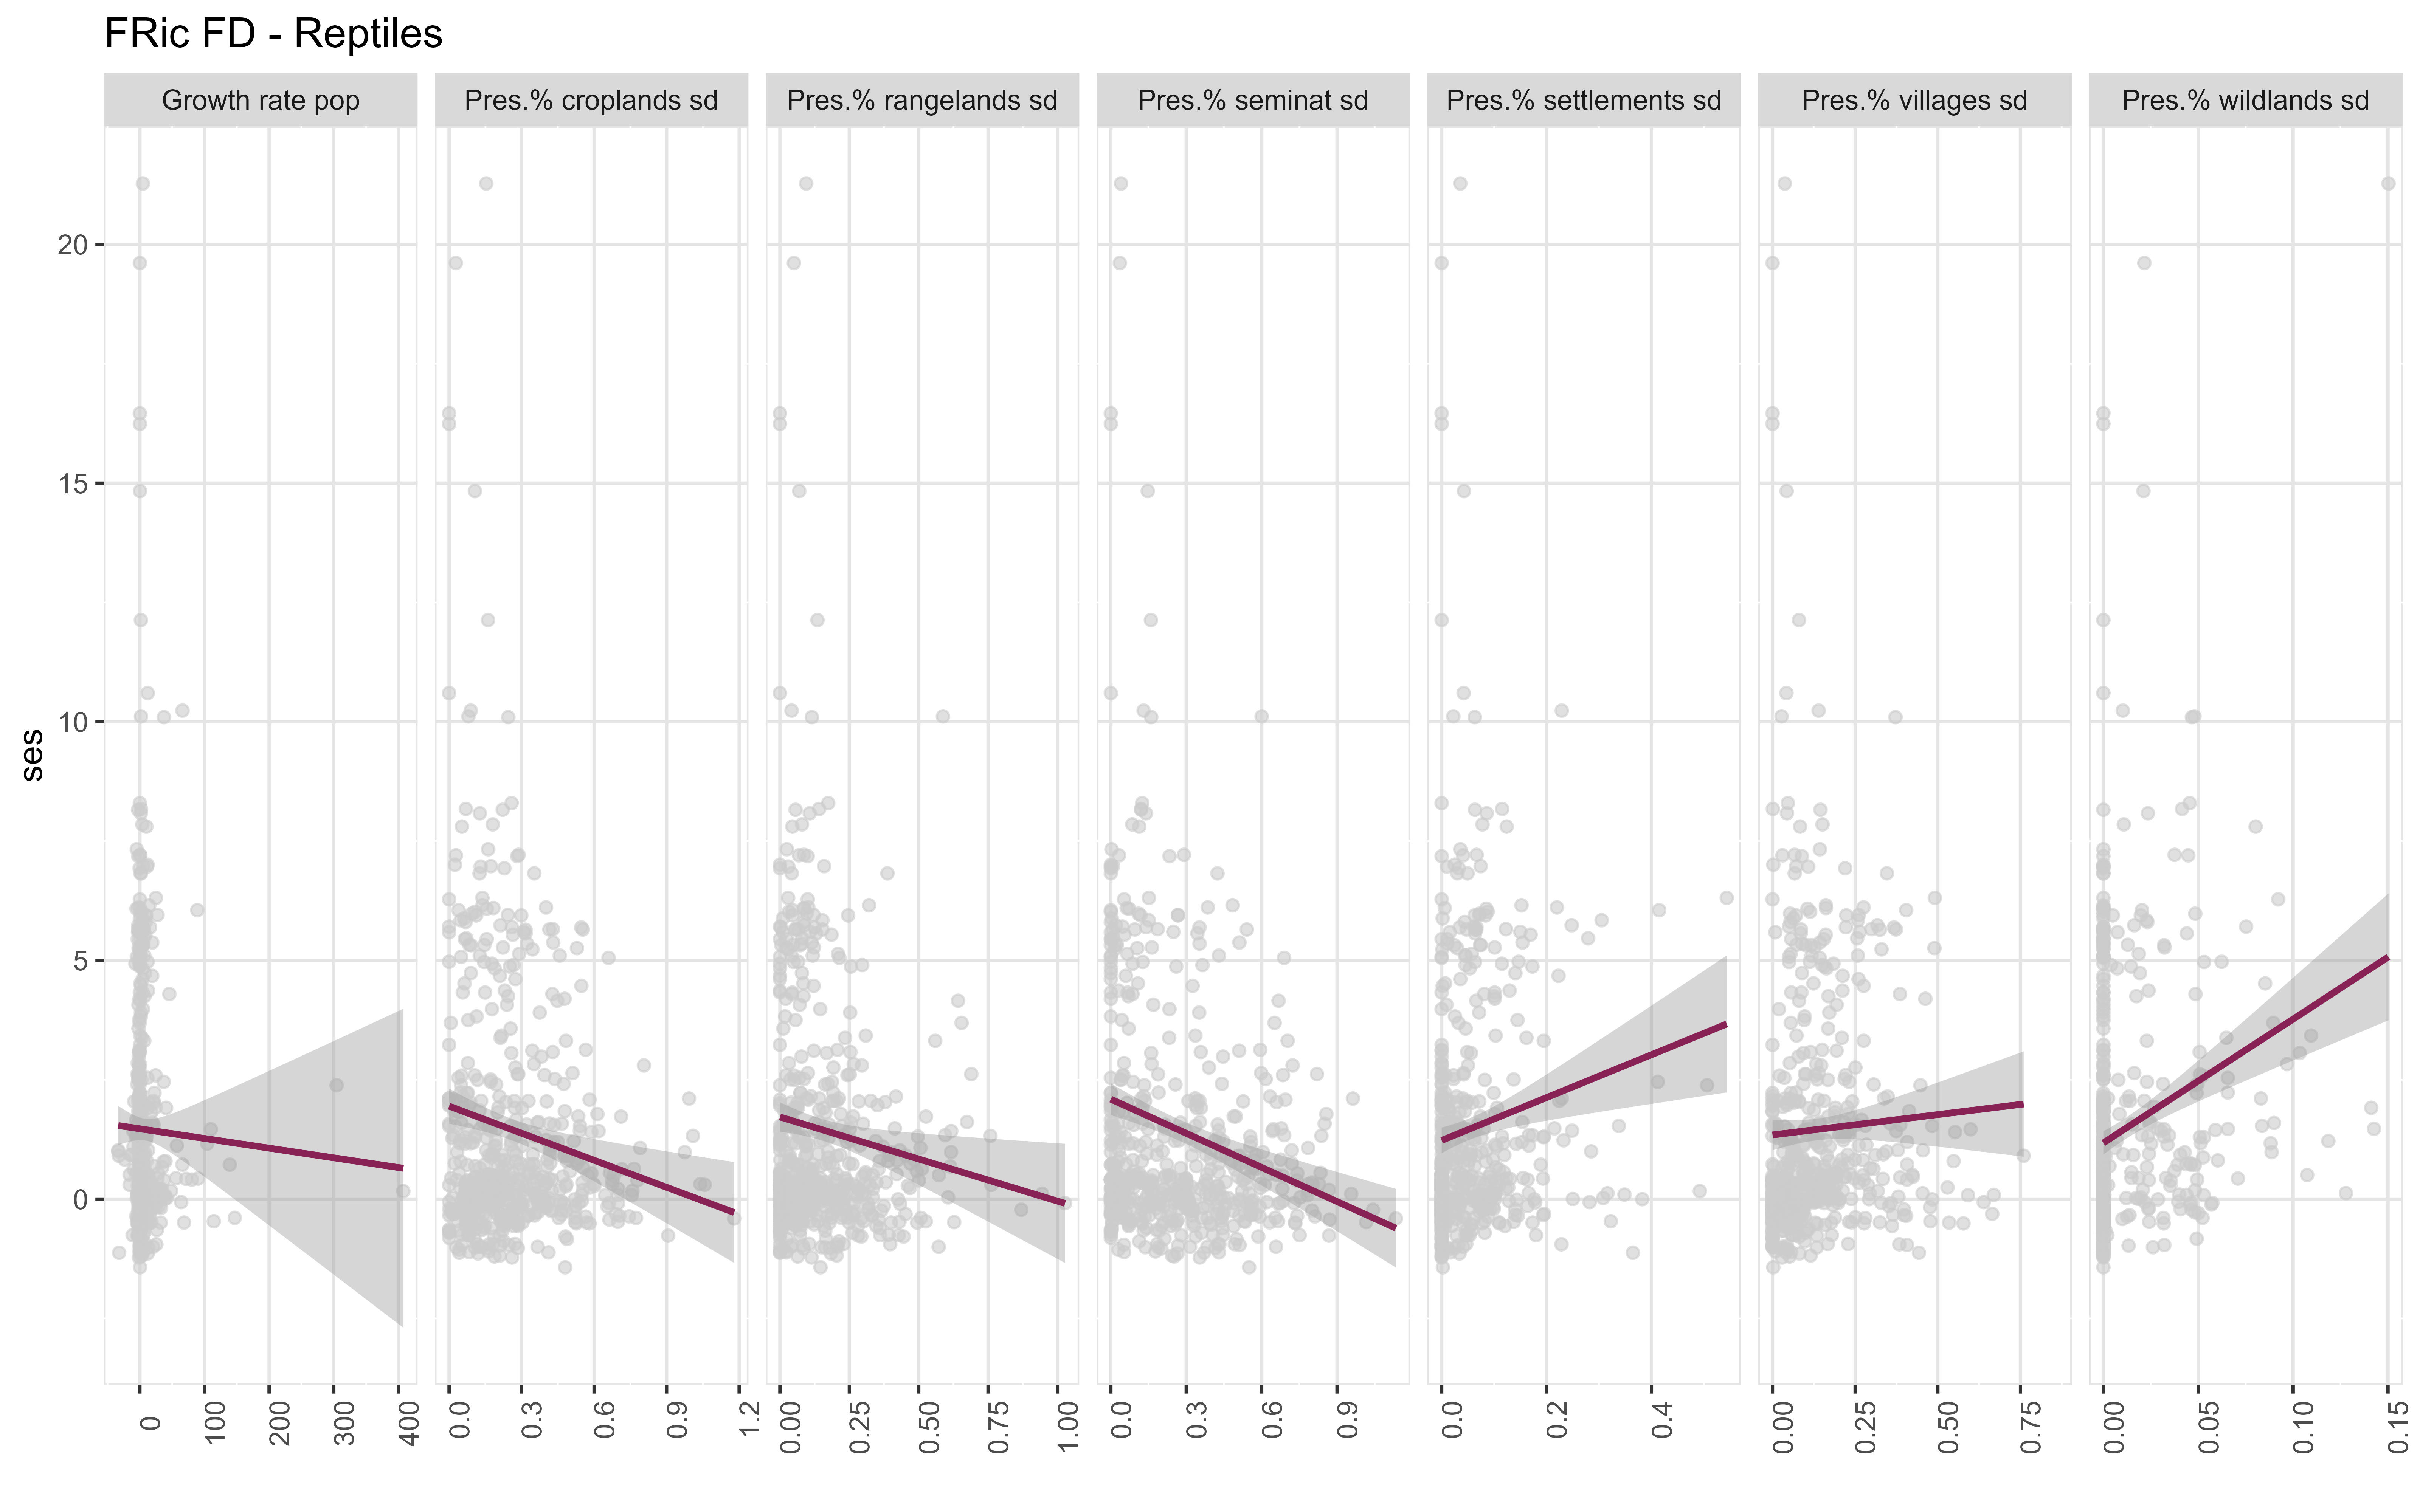 FRic FD - Reptiles
Growth rate pop Pres.% croplands sd Pres.% rangelands sd Pres.% seminat sd Pres.% settlements sd Pres.% villages sd Pres.% wildlands sd
20
15
10
5
0
ses
0 100 200 300 400 0.0 0.3 0.6 0.9 1.2 0.00 0.25 0.50 0.75 1.00 0.0 0.3 0.6 0.9 0.0 0.2 0.4 0.00 0.25 0.50 0.75 0.00 0.05 0.10 0.15